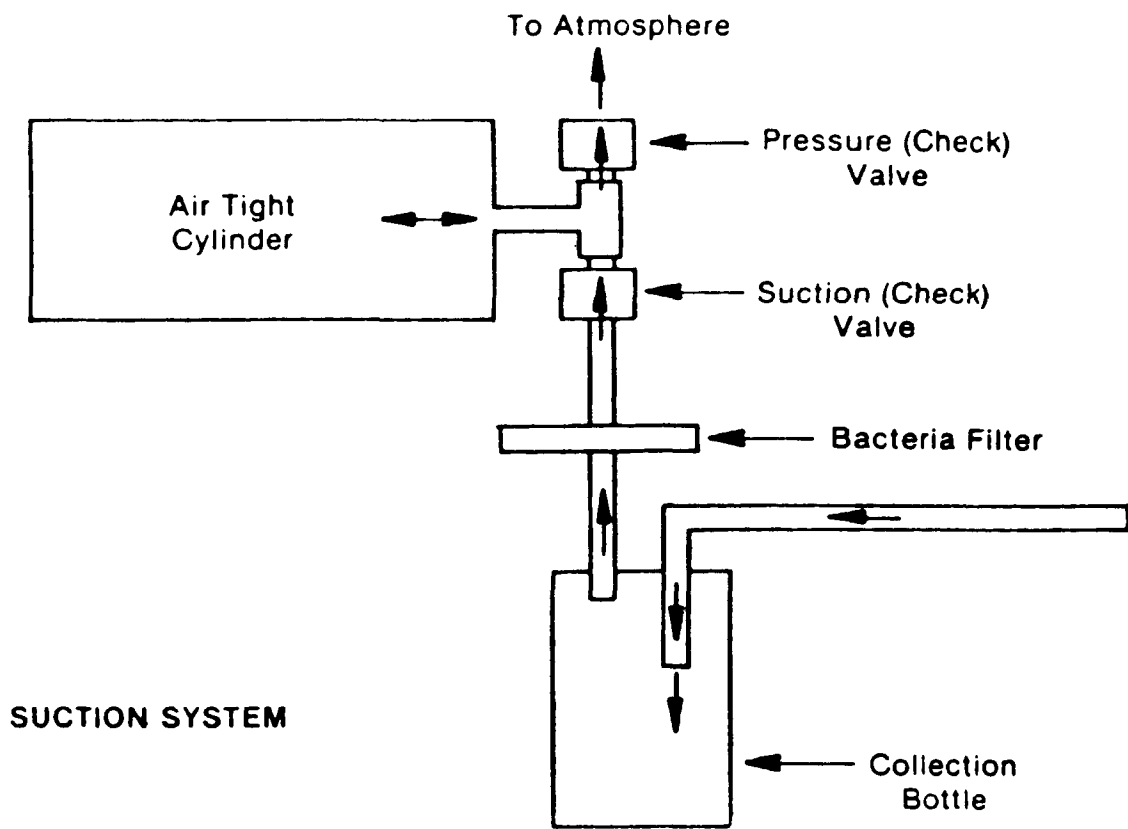 To Atmosphere
Pressure (Check)
Valve
Air Tight
Cylinder
Suction (Check)
Valve
Bacteria Filter
SUCTION SYSTEM
Collection
Bottle